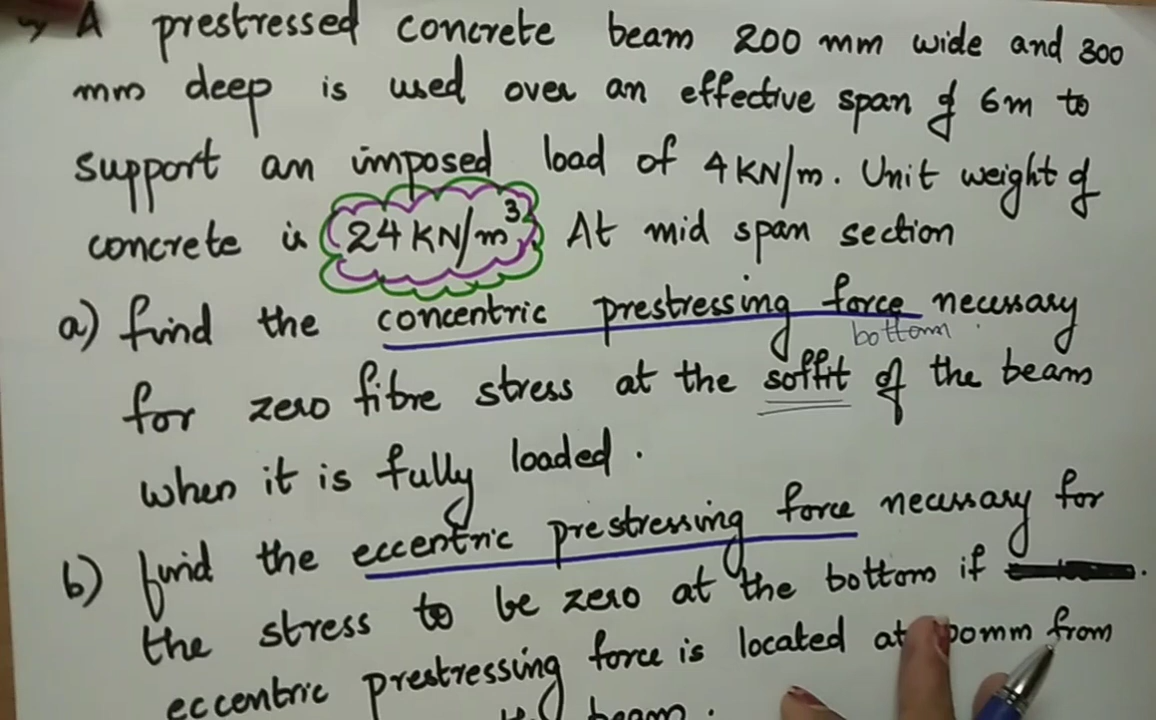 → A prestressed concrete beam 200 mm wide and 300
mm deep is used over an effective span of 6m to
support an imposed load of 4 KN/m. Unit weight of
concrete is 24 KN/m³. At mid span section
a) find the concentric prestressing force necessary
bottom
for zero fibre stress at the soffit of the beam
when it is fully loaded.
b) find the eccentric prestressing force necessary for
the stress to be zero at the bottom if
eccentric prestressing force is located at from
beam.